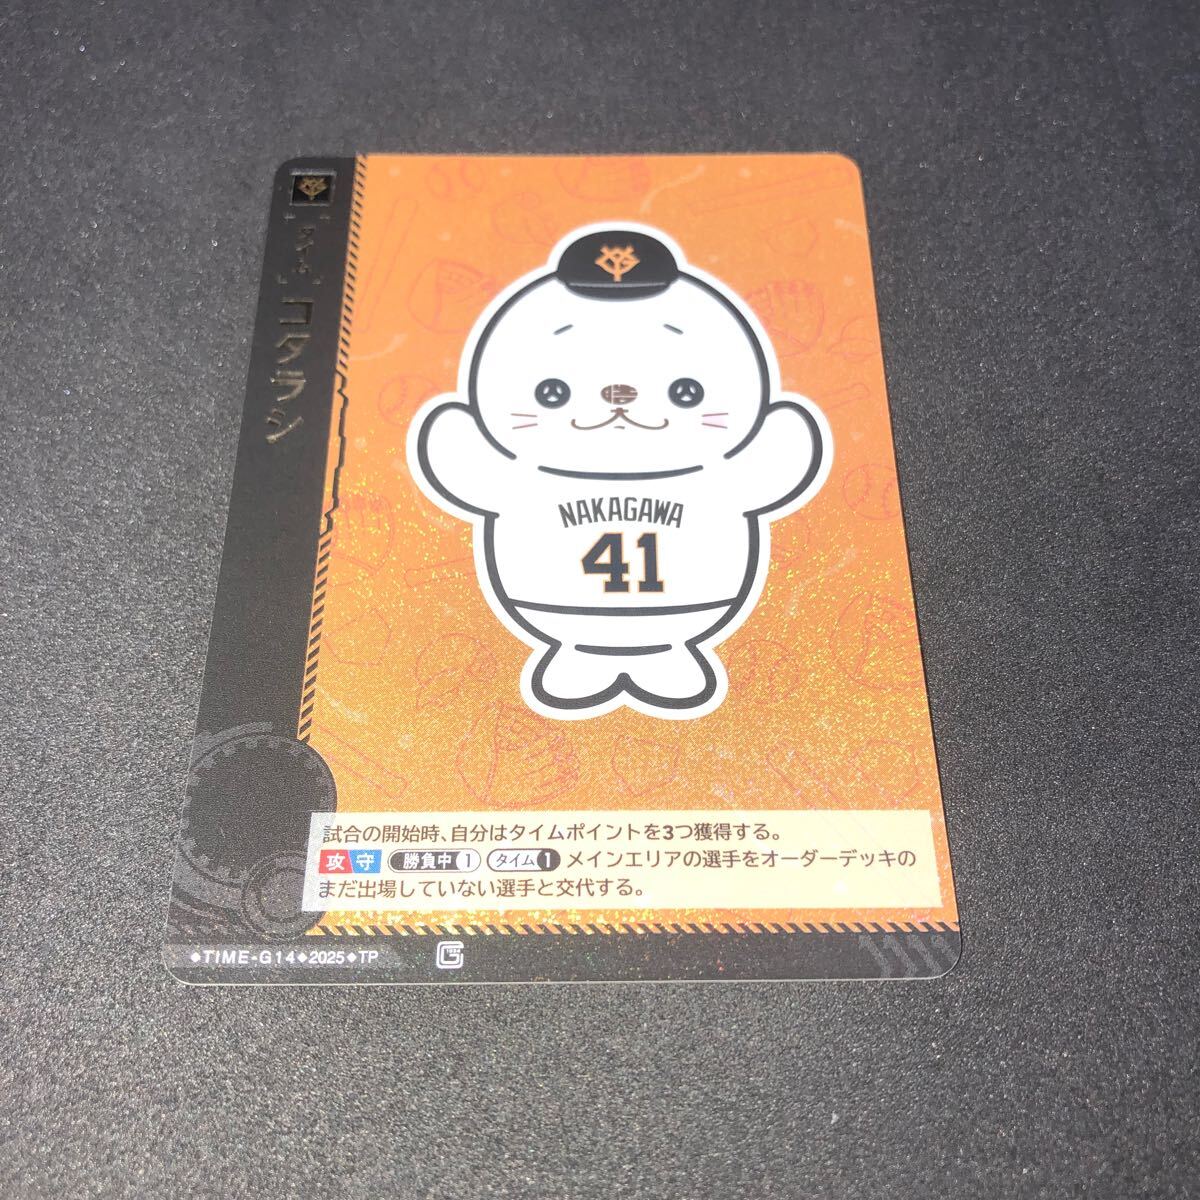 タイム
コタラシ
NAKAGAWA
41
試合の開始時、自分はタイムポイントを3つ獲得する。
攻 守 勝負中 1 タイム 1 メインエリアの選手をオーダーデッキの
まだ出場していない選手と交代する。
◆TIME-G14◆2025◆TP